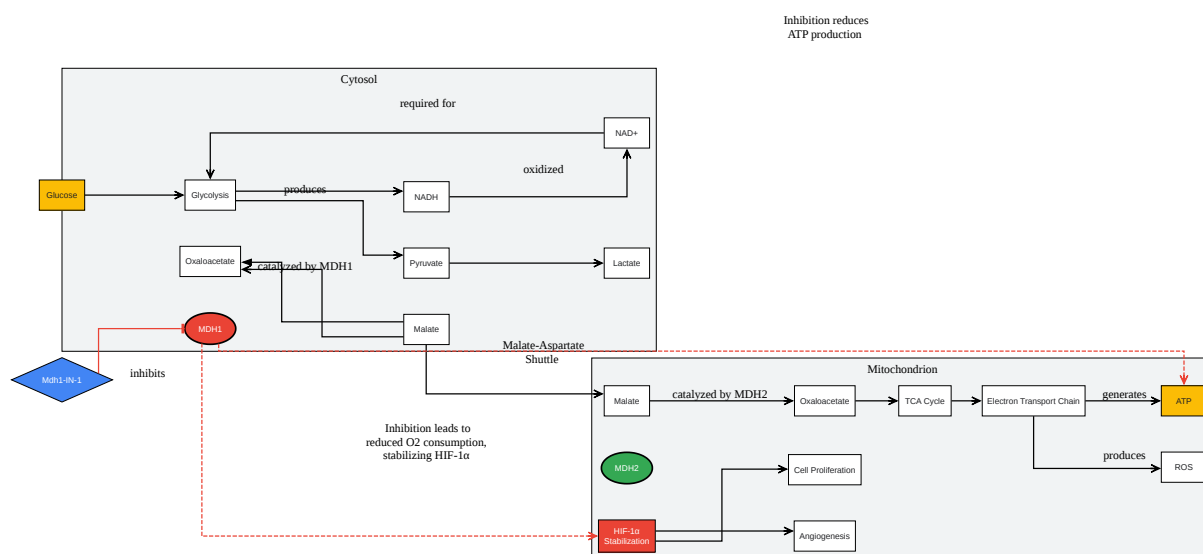 Inhibition reduces
ATP production
Cytosol
required for
NAD+
oxidized
Glucose
Glycolysis
produces
NADH
Oxaloacetate
catalyzed by MDH1
Pyruvate
Lactate
MDH1
Malate
Malate-Aspartate
Shuttle
Mdh1-IN-1
inhibits
Mitochondrion
Malate
catalyzed by MDH2
Oxaloacetate
TCA Cycle
Electron Transport Chain
generates
ATP
Inhibition leads to
reduced O2 consumption,
stabilizing HIF-1α
MDH2
Cell Proliferation
produces
ROS
HIF-1α
Stabilization
Angiogenesis